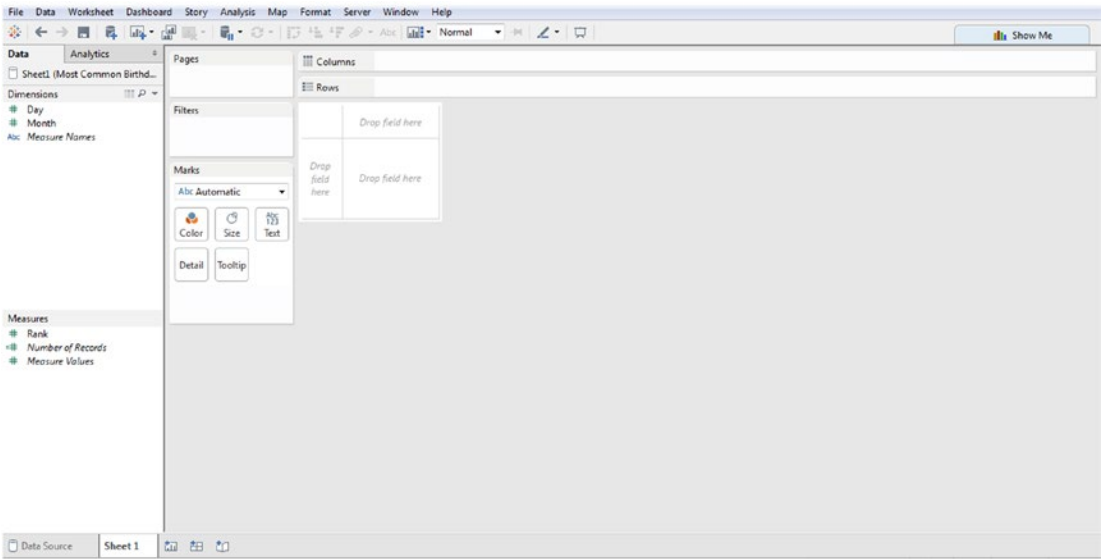 File Data Worksheet Dashboard Story Analysis Map Format Server Window Help
Abc Normal Show Me
Data Analytics
Sheet1 (Most Common Birthd...
Dimensions
Day
Month
Abc Measure Names
Measures
Rank
Number of Records
Measure Values
Pages
Filters
Marks
Abc Automatic
Color Size Abc 123 Text
Detail Tooltip
Columns
Rows
Drop field here
Drop
field
here
Drop field here
Data Source Sheet 1